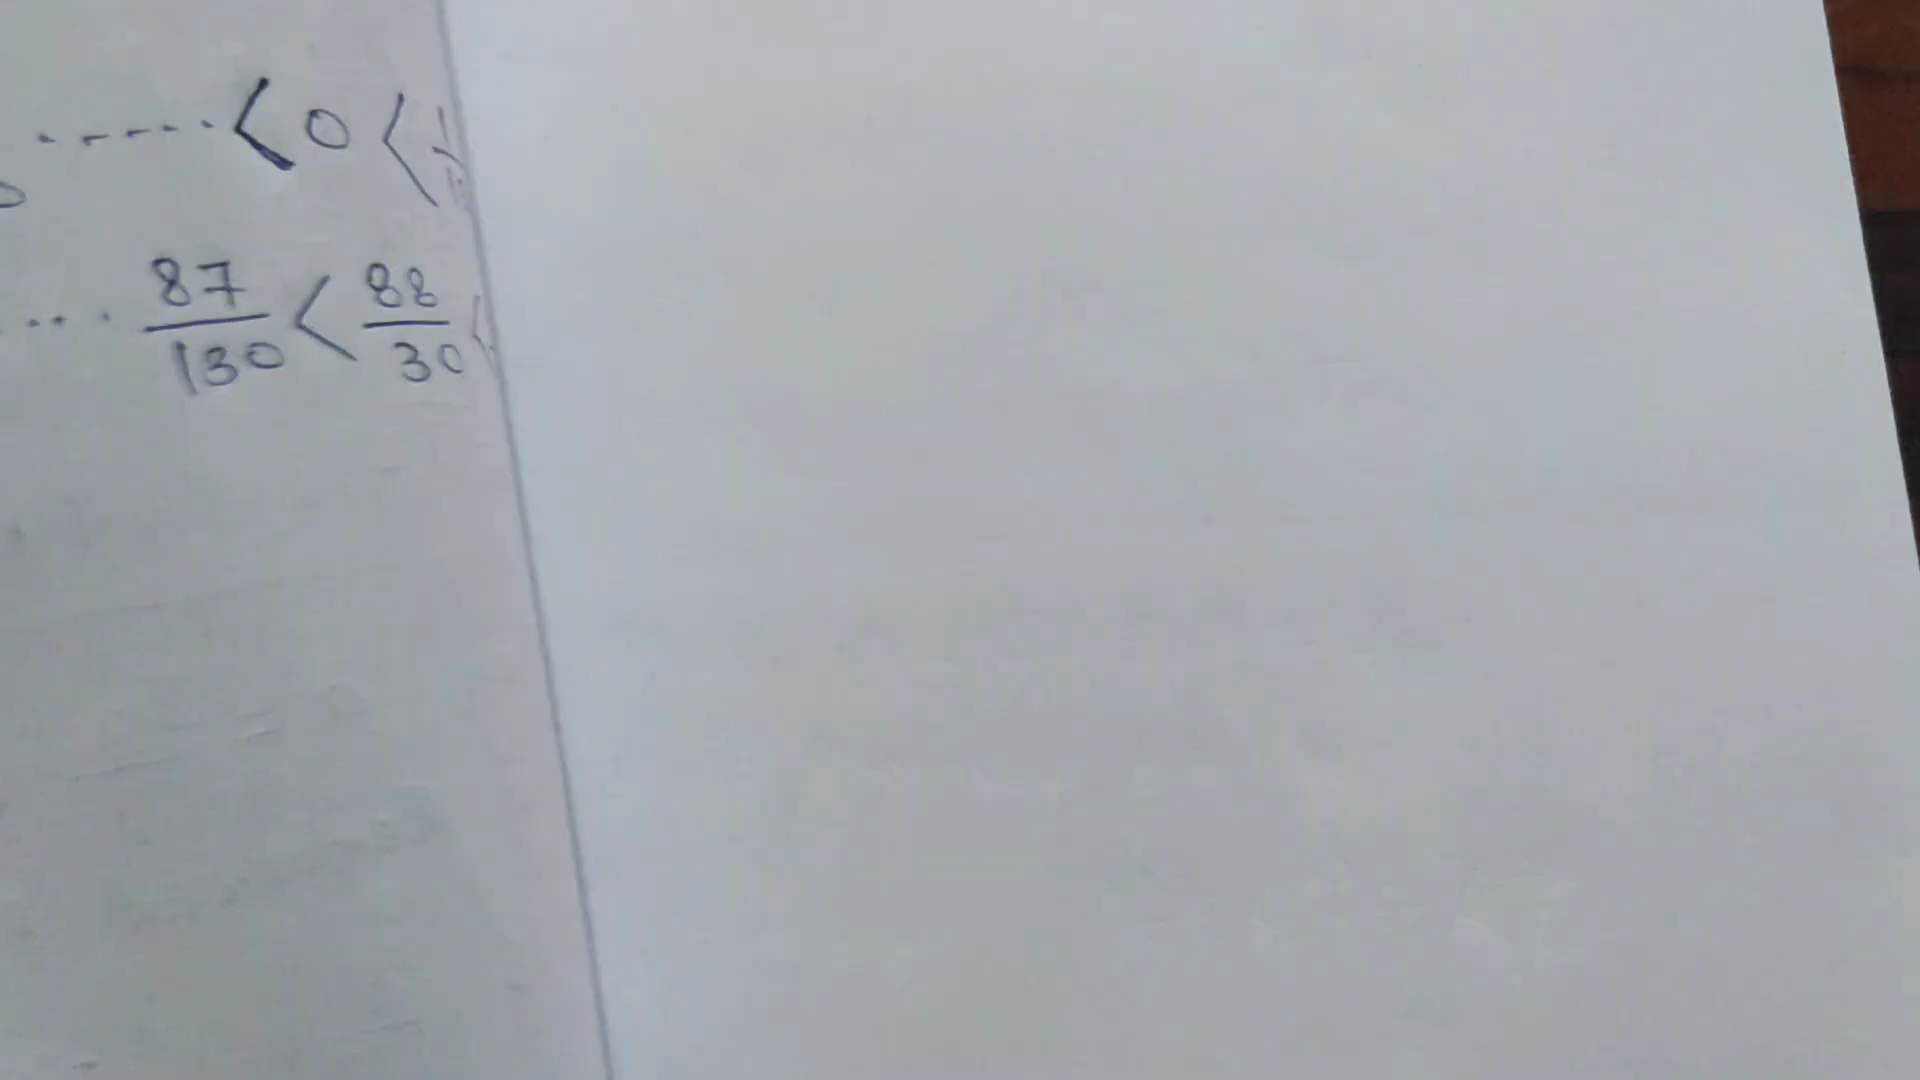 ------ < 0 <
.... 87/130 < 88/30 <